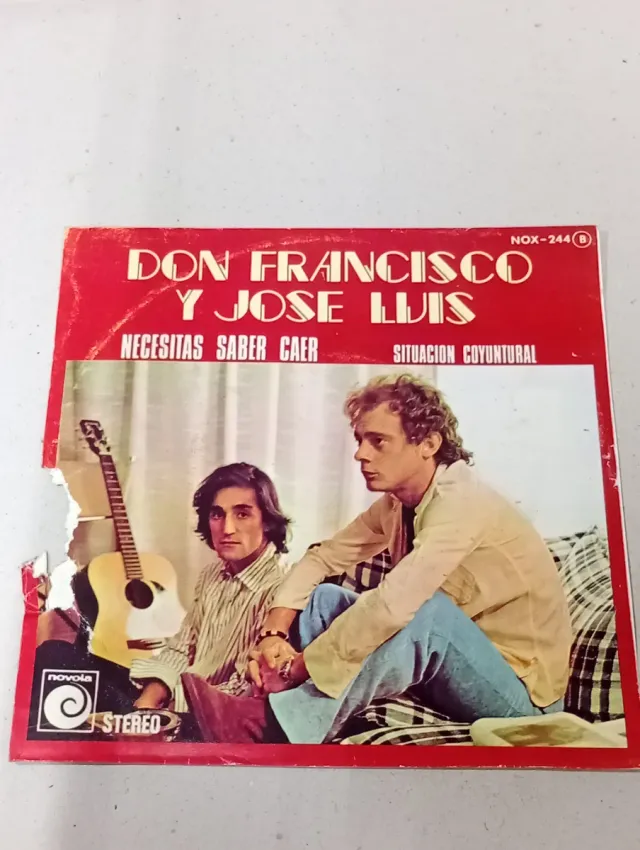 NOX-244 B
DON FRANCISCO
Y JOSE LUIS
NECESITAS SABER CAER
SITUACION COYUNTURAL
novola
STEREO